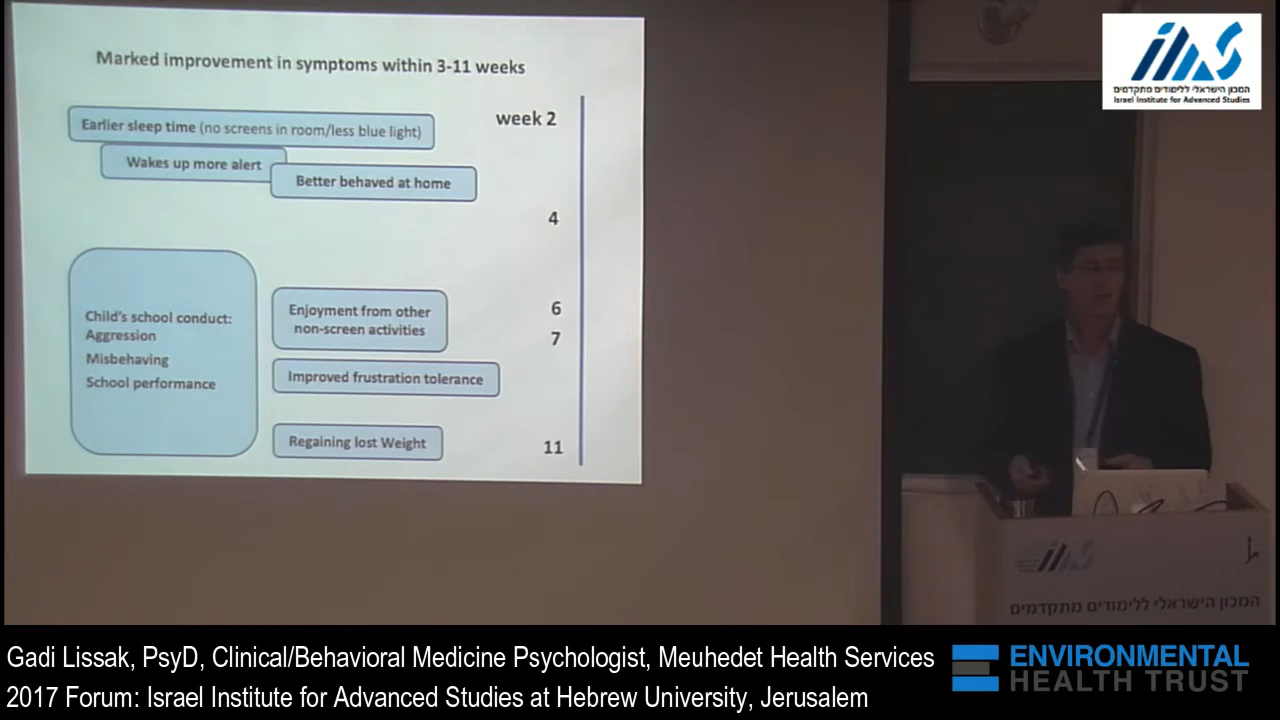 Marked improvement in symptoms within 3-11 weeks
Earlier sleep time (no screens in room/less blue light)
week 2
Wakes up more alert
Better behaved at home
4
Child's school conduct:
Aggression
Misbehaving
School performance
Enjoyment from other
non-screen activities
6
7
Improved frustration tolerance
Regaining lost Weight
11
המכון הישראלי ללימודים מתקדמים
Israel Institute for Advanced Studies
המכון הישראלי ללימודים מתקדמים
Gadi Lissak, PsyD, Clinical/Behavioral Medicine Psychologist, Meuhedet Health Services
2017 Forum: Israel Institute for Advanced Studies at Hebrew University, Jerusalem
ENVIRONMENTAL
HEALTH TRUST